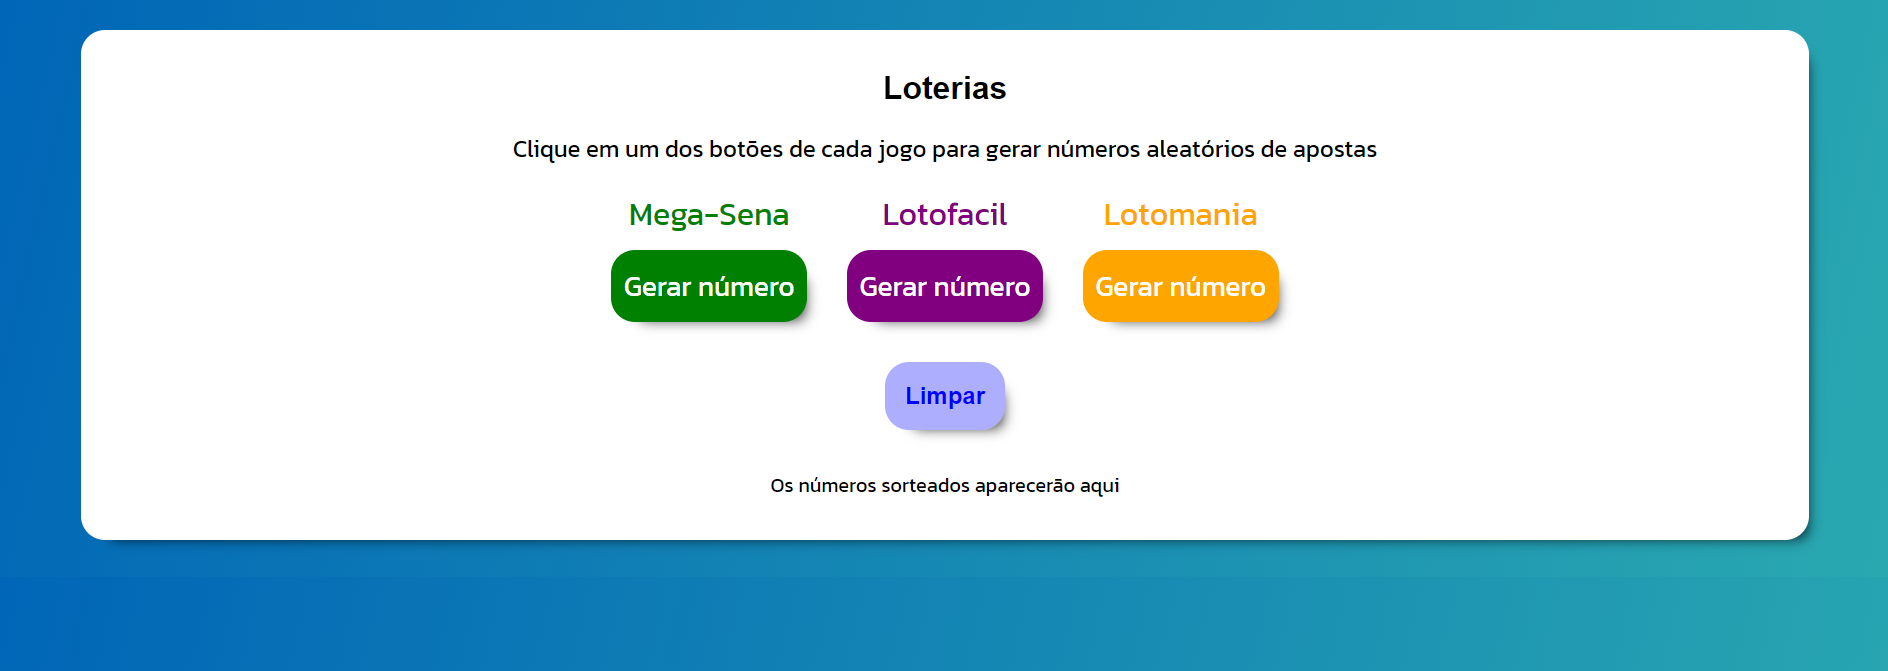 Loterias
Clique em um dos botões de cada jogo para gerar números aleatórios de apostas
Mega-Sena Lotofacil Lotomania
Gerar número Gerar número Gerar número
Limpar
Os números sorteados aparecerão aqui